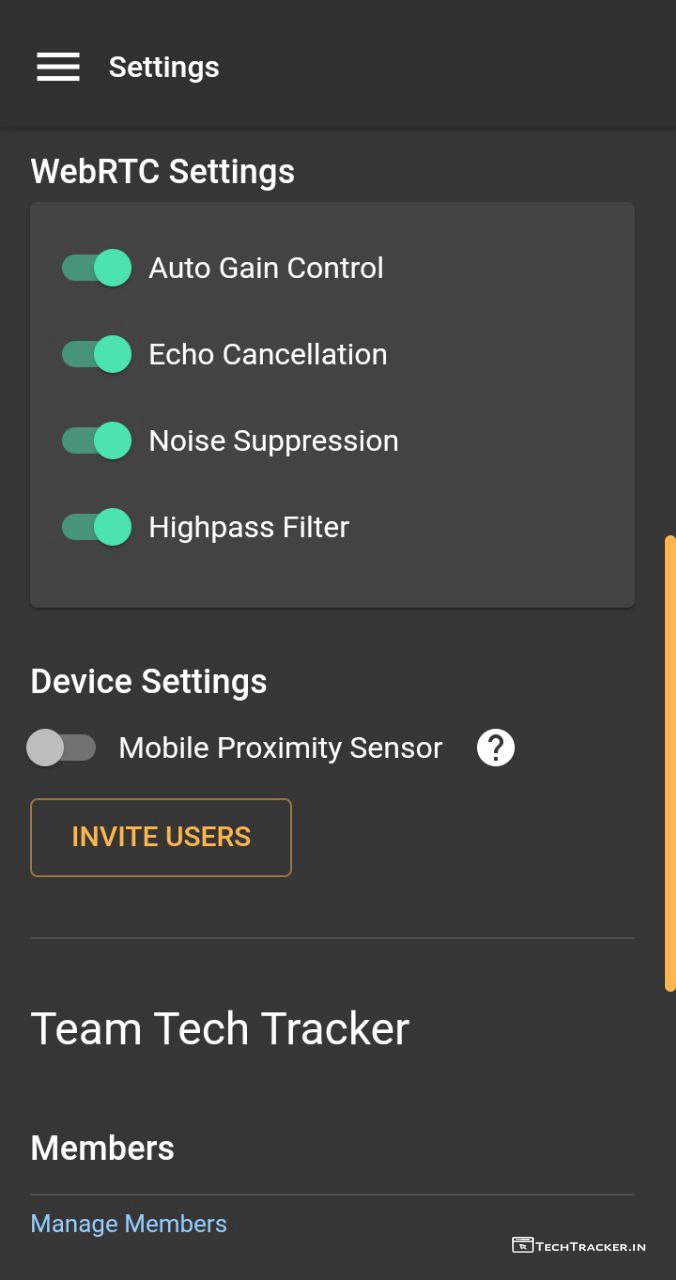 Settings
WebRTC Settings
Auto Gain Control
Echo Cancellation
Noise Suppression
Highpass Filter
Device Settings
Mobile Proximity Sensor ?
INVITE USERS
Team Tech Tracker
Members
Manage Members
TECHTRACKER.IN